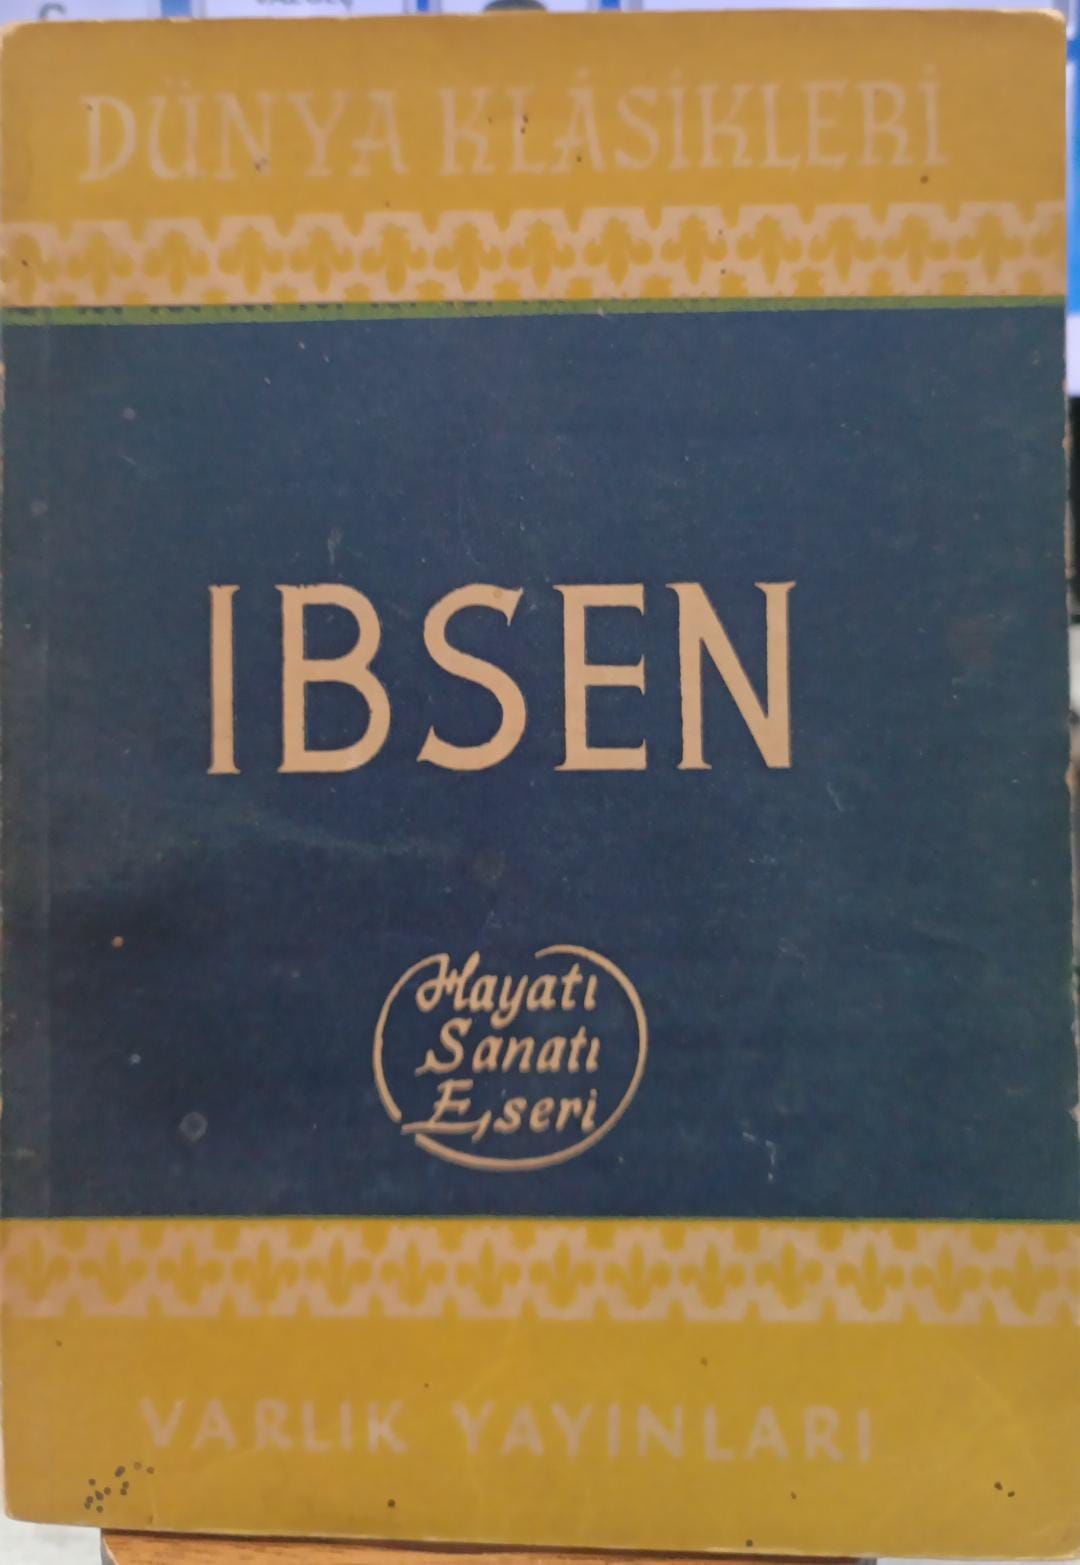 DÜNYA KLÂSİKLERİ
IBSEN
Hayatı
Sanatı
Eseri
VARLIK YAYINLARI